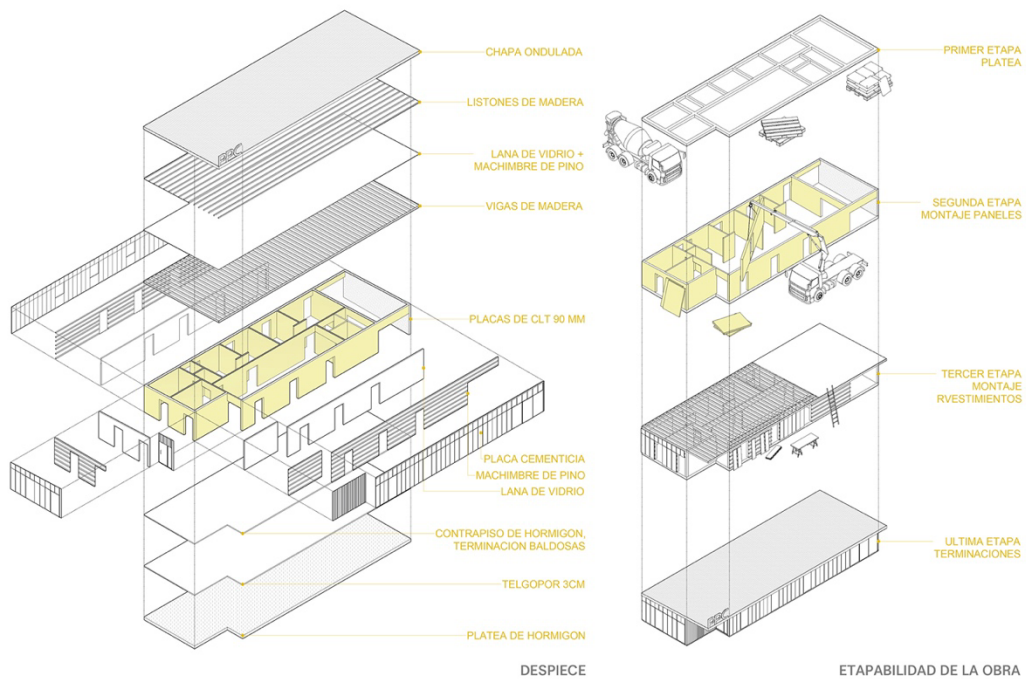 CHAPA ONDULADA
LISTONES DE MADERA
LANA DE VIDRIO +
MACHIMBRE DE PINO
VIGAS DE MADERA
PLACAS DE CLT 90 MM
PLACA CEMENTICIA
MACHIMBRE DE PINO
LANA DE VIDRIO
CONTRAPISO DE HORMIGON,
TERMINACION BALDOSAS
TELGOPOR 3CM
PLATEA DE HORMIGON
DESPIECE
PRIMER ETAPA
PLATEA
SEGUNDA ETAPA
MONTAJE PANELES
TERCER ETAPA
MONTAJE
RVESTIMIENTOS
ULTIMA ETAPA
TERMINACIONES
ETAPABILIDAD DE LA OBRA